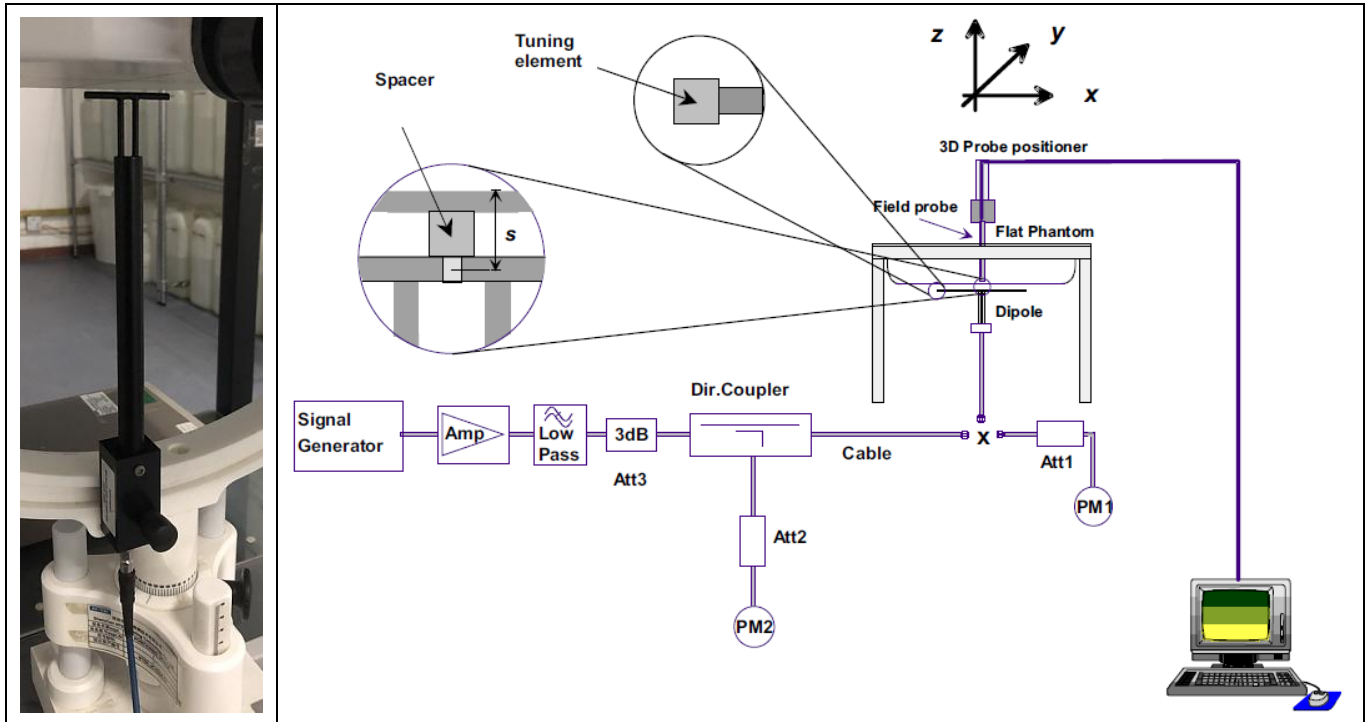 z
y
x
Tuning
element
Spacer
s
3D Probe positioner
Field probe
Flat Phantom
Dipole
Dir.Coupler
Signal
Generator
Amp
Low
Pass
3dB
Att3
Cable
X
Att1
PM1
Att2
PM2